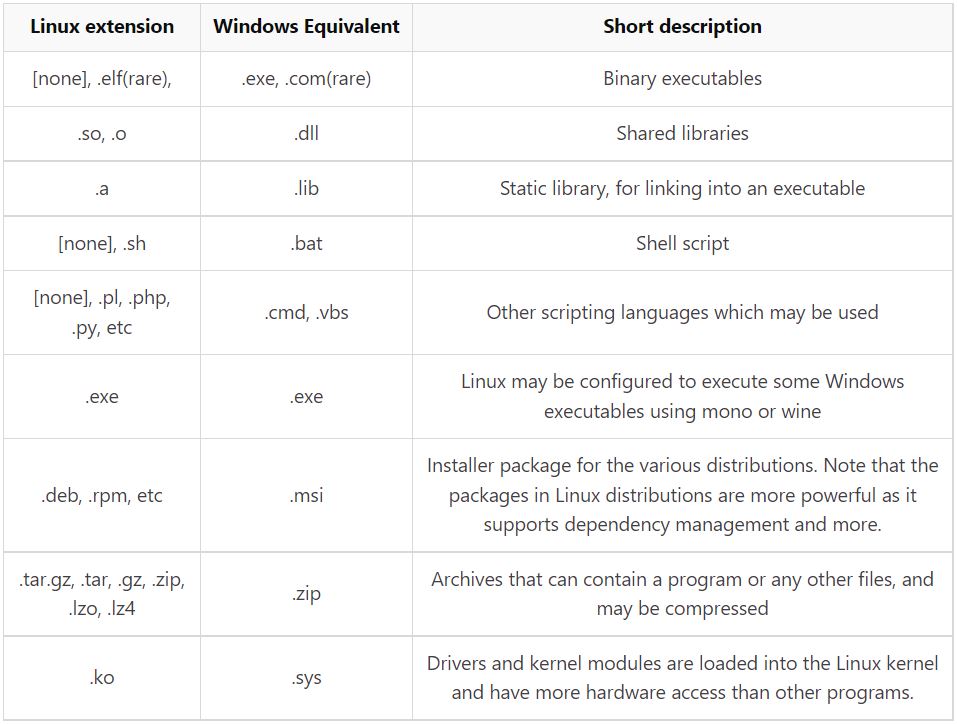 Linux extension Windows Equivalent Short description
[none], .elf(rare), .exe, .com(rare) Binary executables
.so, .o .dll Shared libraries
.a .lib Static library, for linking into an executable
[none], .sh .bat Shell script
[none], .pl, .php,
.py, etc
.cmd, .vbs
Other scripting languages which may be used
.exe
.exe
Linux may be configured to execute some Windows
executables using mono or wine
.deb, .rpm, etc
.msi
Installer package for the various distributions. Note that the
packages in Linux distributions are more powerful as it
supports dependency management and more.
.tar.gz, .tar, .gz, .zip,
.lzo, .lz4
.zip
Archives that can contain a program or any other files, and
may be compressed
.ko
.sys
Drivers and kernel modules are loaded into the Linux kernel
and have more hardware access than other programs.